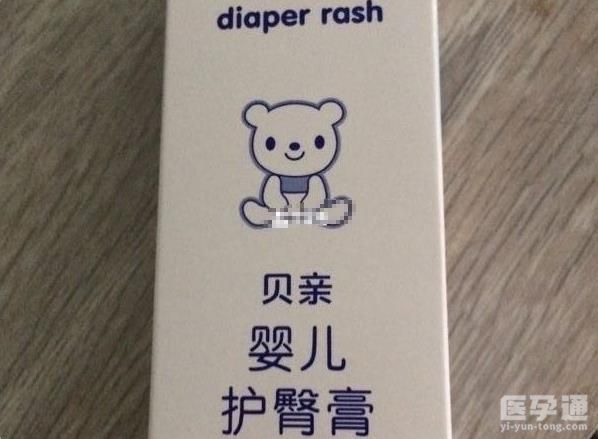 diaper rash
贝亲
婴儿
护臀膏
医孕通
yi-yun-tong.com